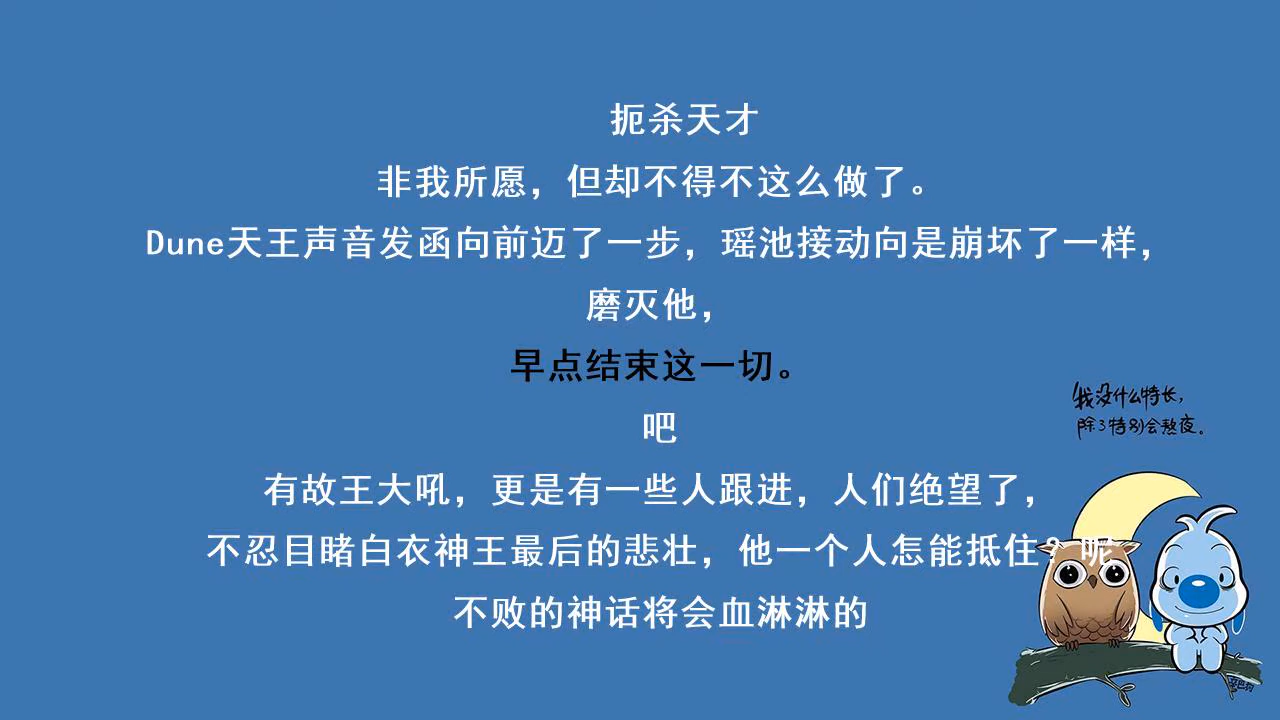 扼杀天才
非我所愿，但却不得不这么做了。
Dune天王声音发函向前迈了一步，瑶池接动向是崩坏了一样，
磨灭他，
早点结束这一切。
吧
有故王大吼，更是有一些人跟进，人们绝望了，
不忍目睹白衣神王最后的悲壮，他一个人怎能抵住？呢
不败的神话将会血淋淋的
我没什么特长，
除了特别会熬夜。